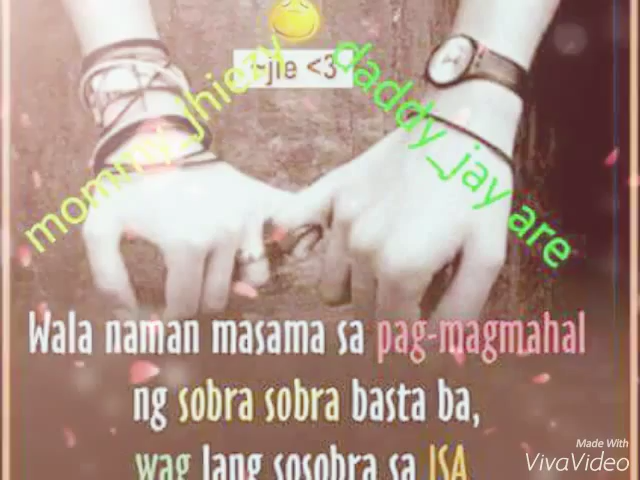 ~jie <3
mommy_jhiezy
daddy_jay are
Wala naman masama sa pag-magmahal
ng sobra sobra basta ba,
wag lang sosobra sa ISA
Made With
VivaVideo